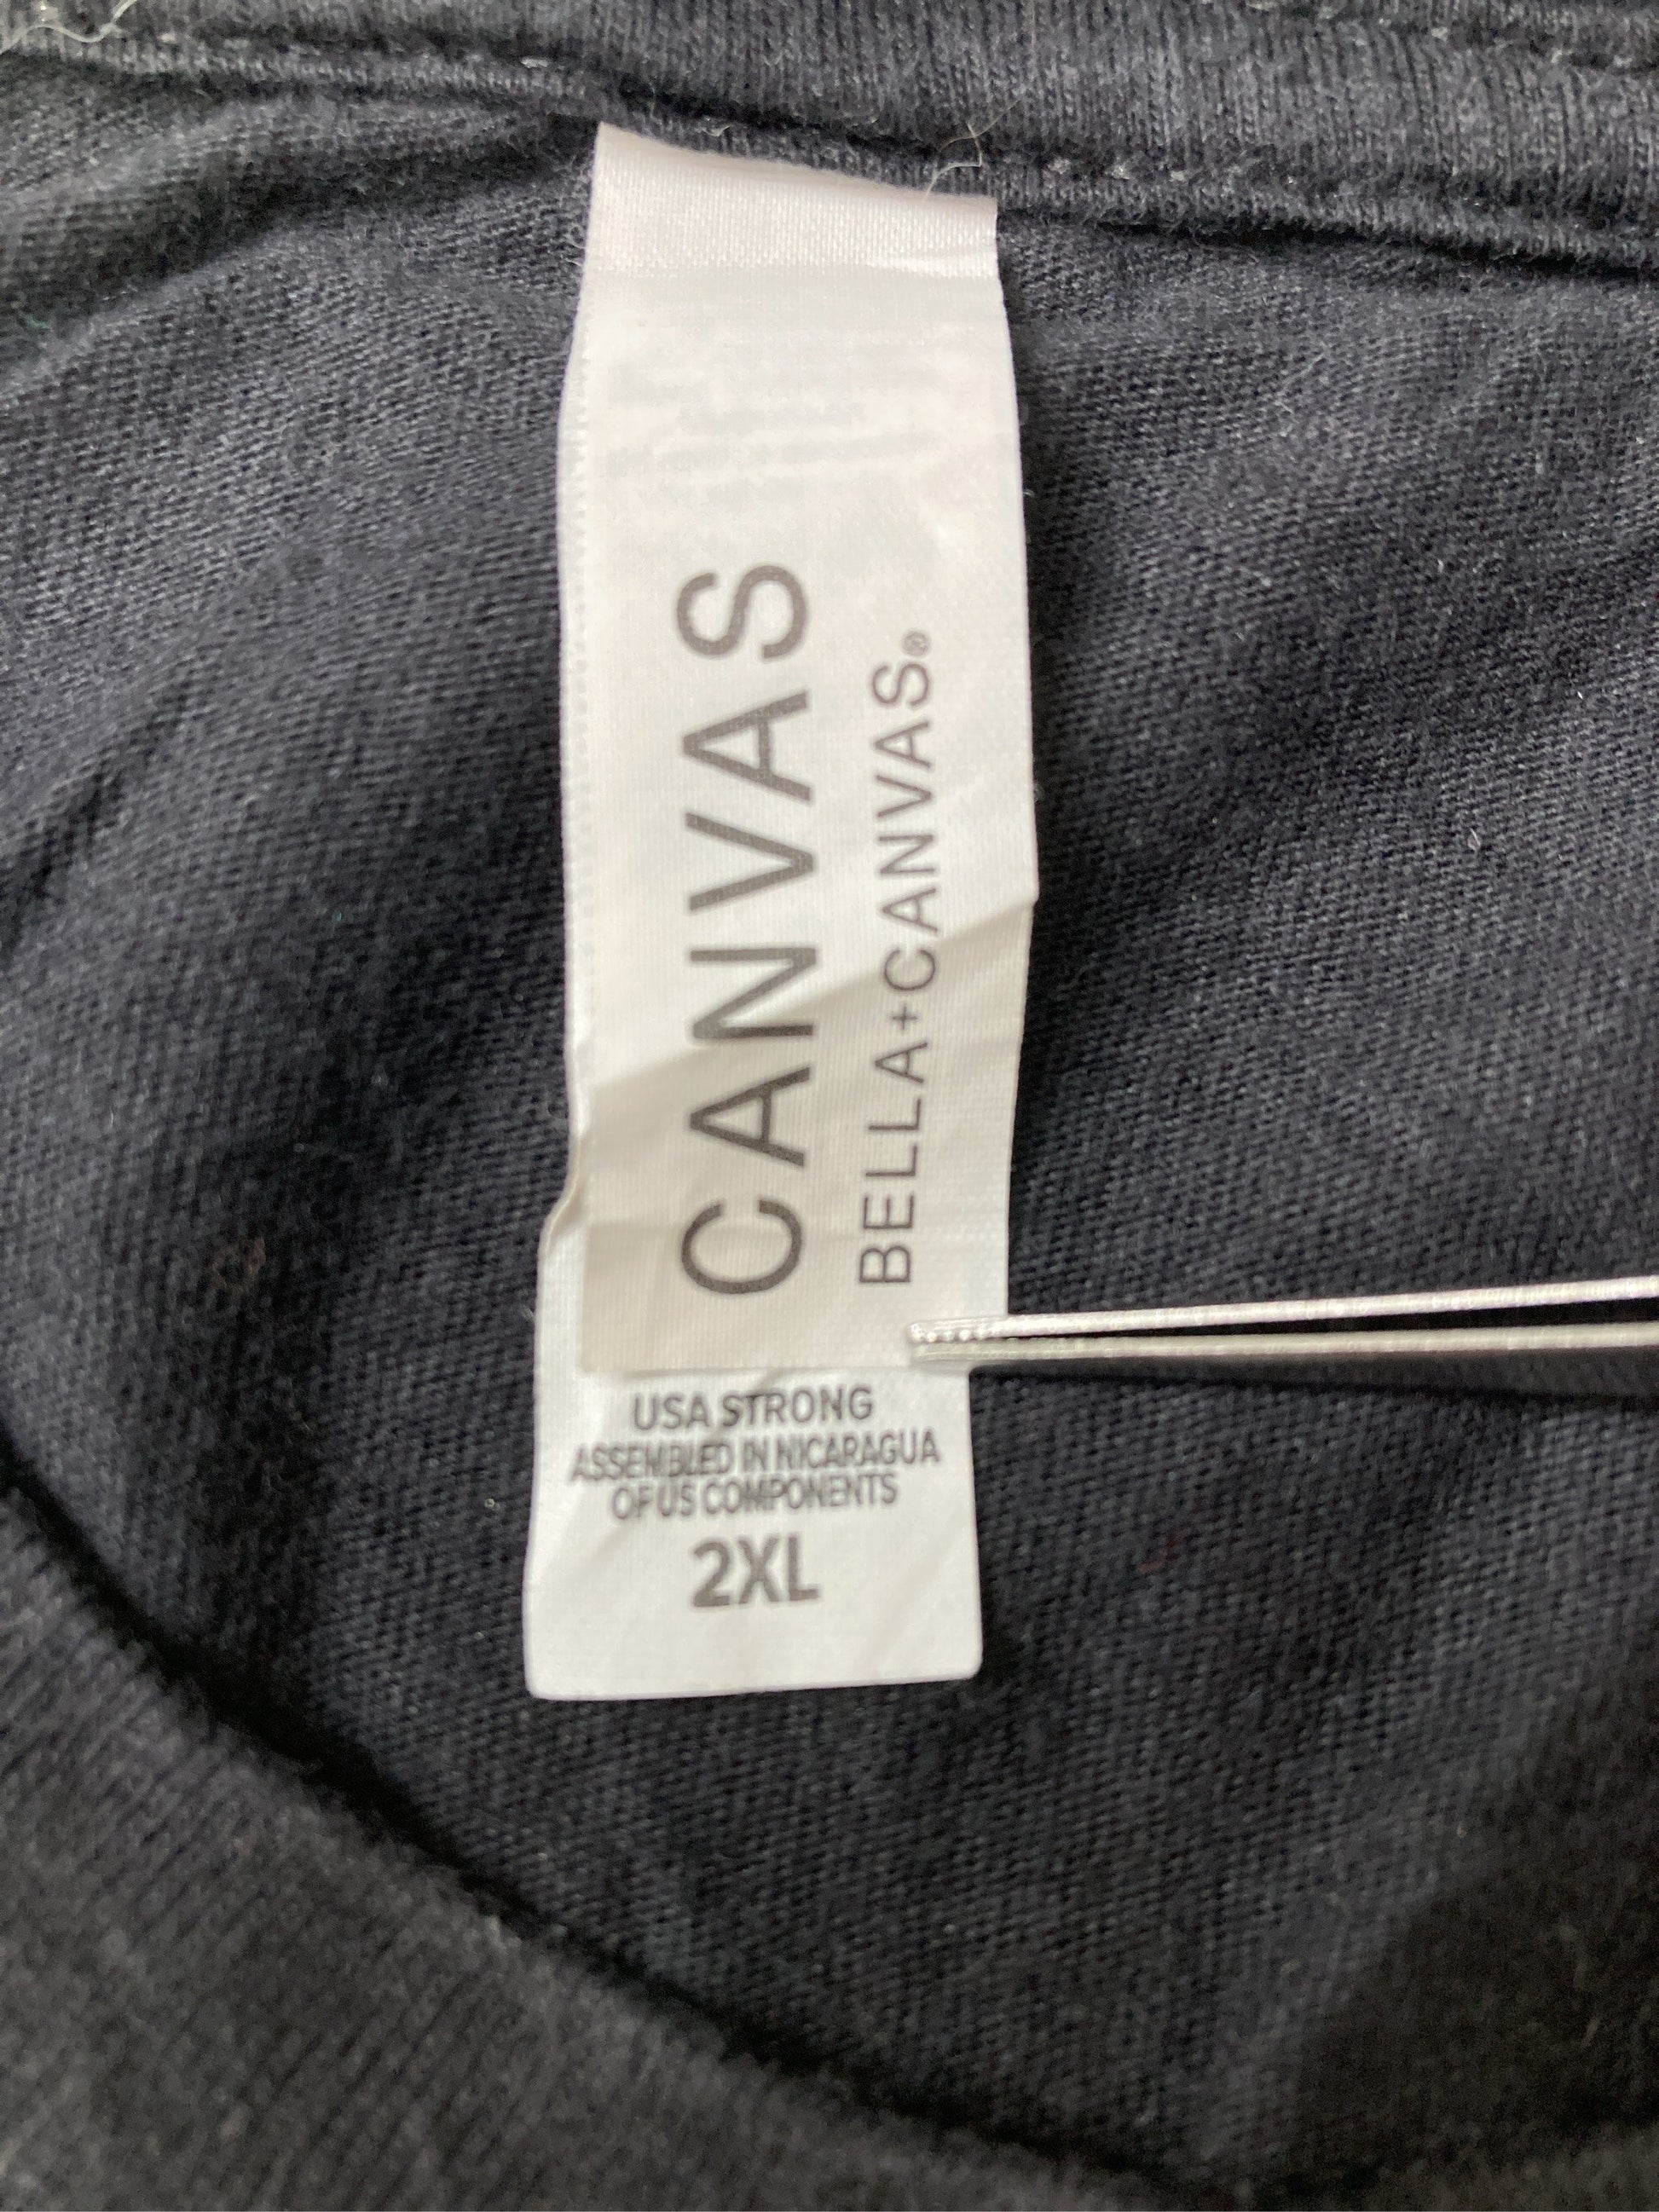 CANVAS
BELLA+CANVAS®
USA STRONG
ASSEMBLED IN NICARAGUA
OF US COMPONENTS
2XL